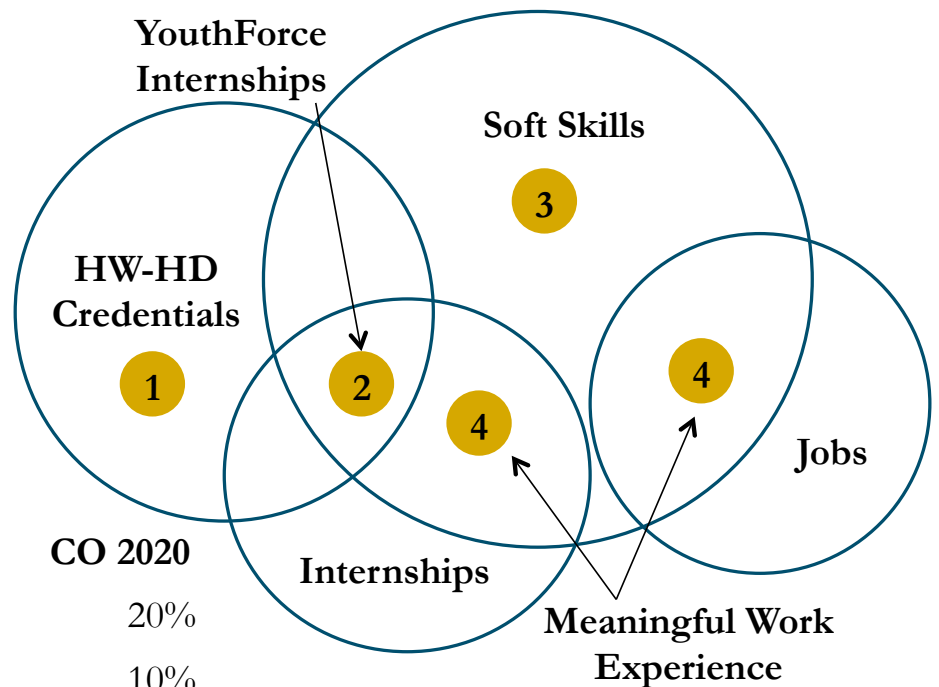 YouthForce
Internships
Soft Skills
3
HW-HD
Credentials
1
2
4
4
Jobs
CO 2020
Internships
20%
Meaningful Work
Experience
10%